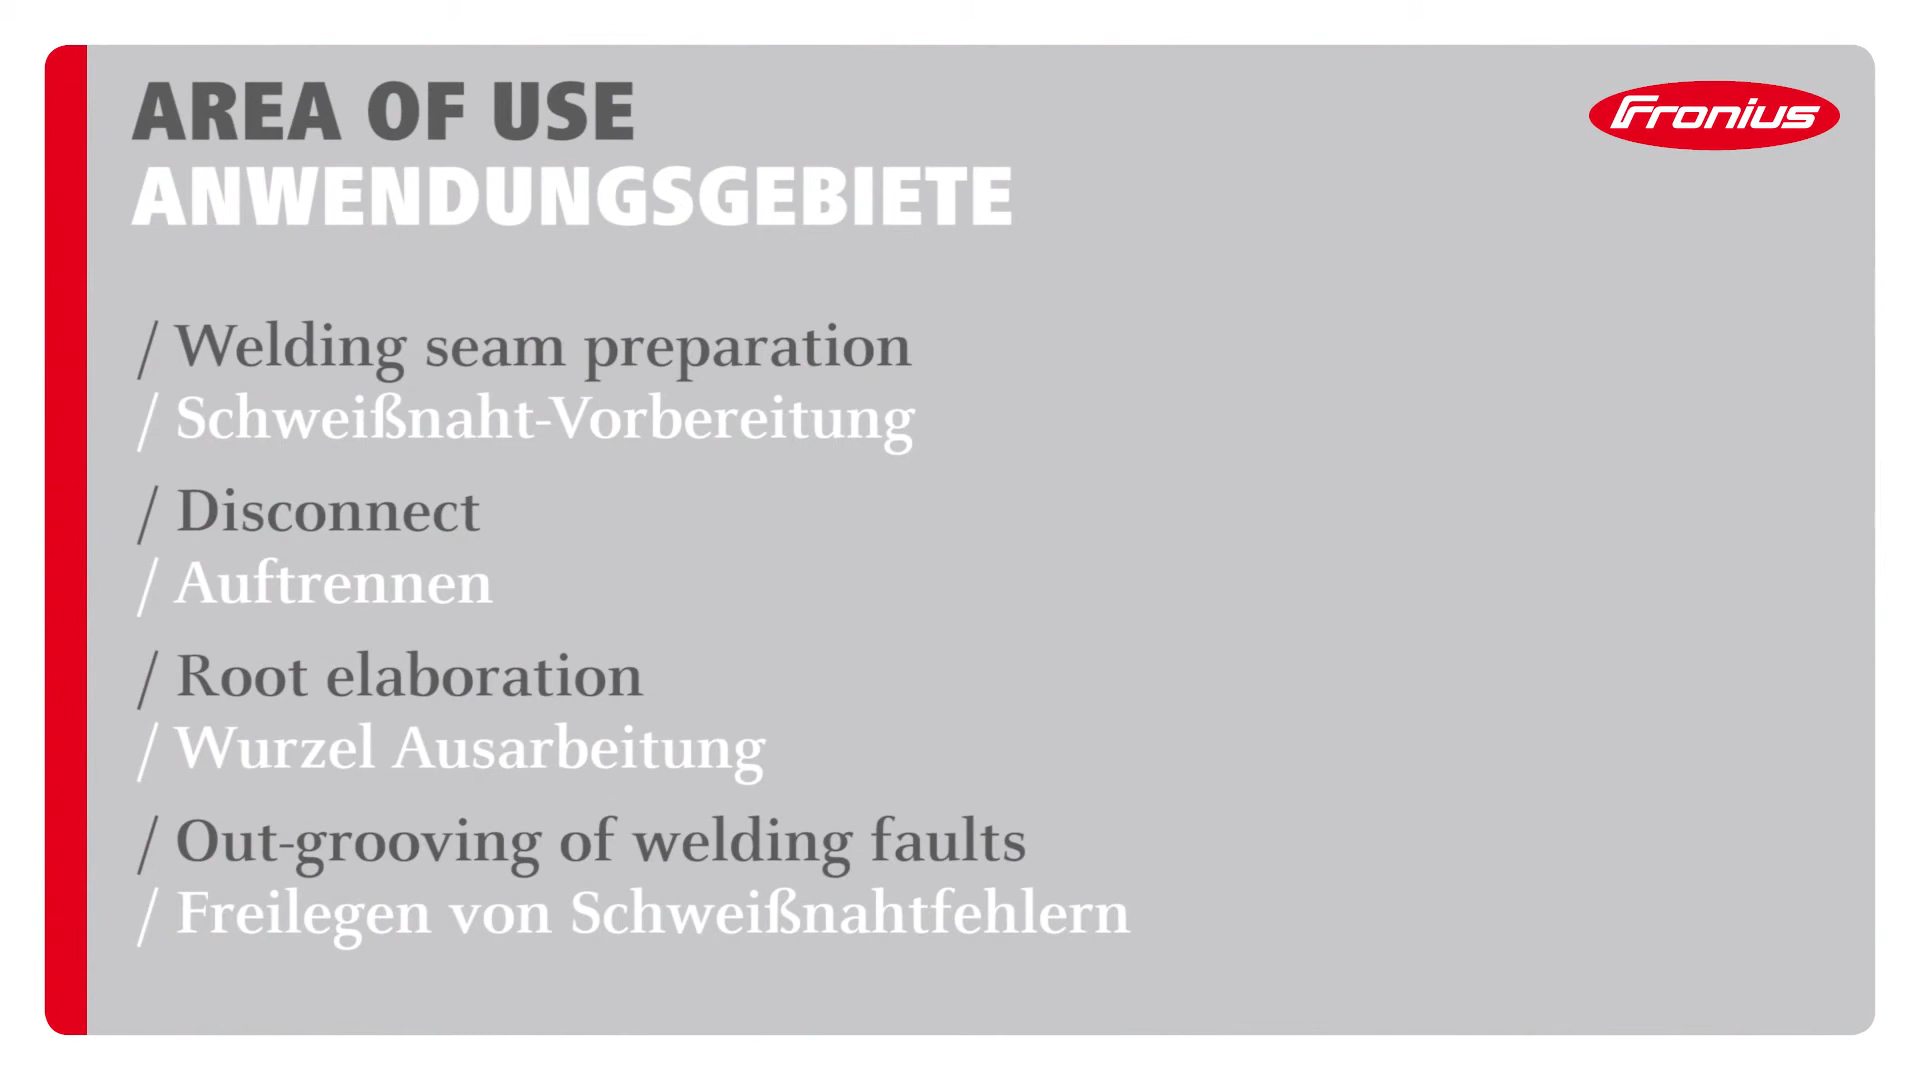 AREA OF USE
Fronius
ANWENDUNGSGEBIETE
/ Welding seam preparation
/ Schweißnaht-Vorbereitung
/ Disconnect
/ Auftrennen
/ Root elaboration
/ Wurzel Ausarbeitung
/ Out-grooving of welding faults
/ Freilegen von Schweißnahtfehlern